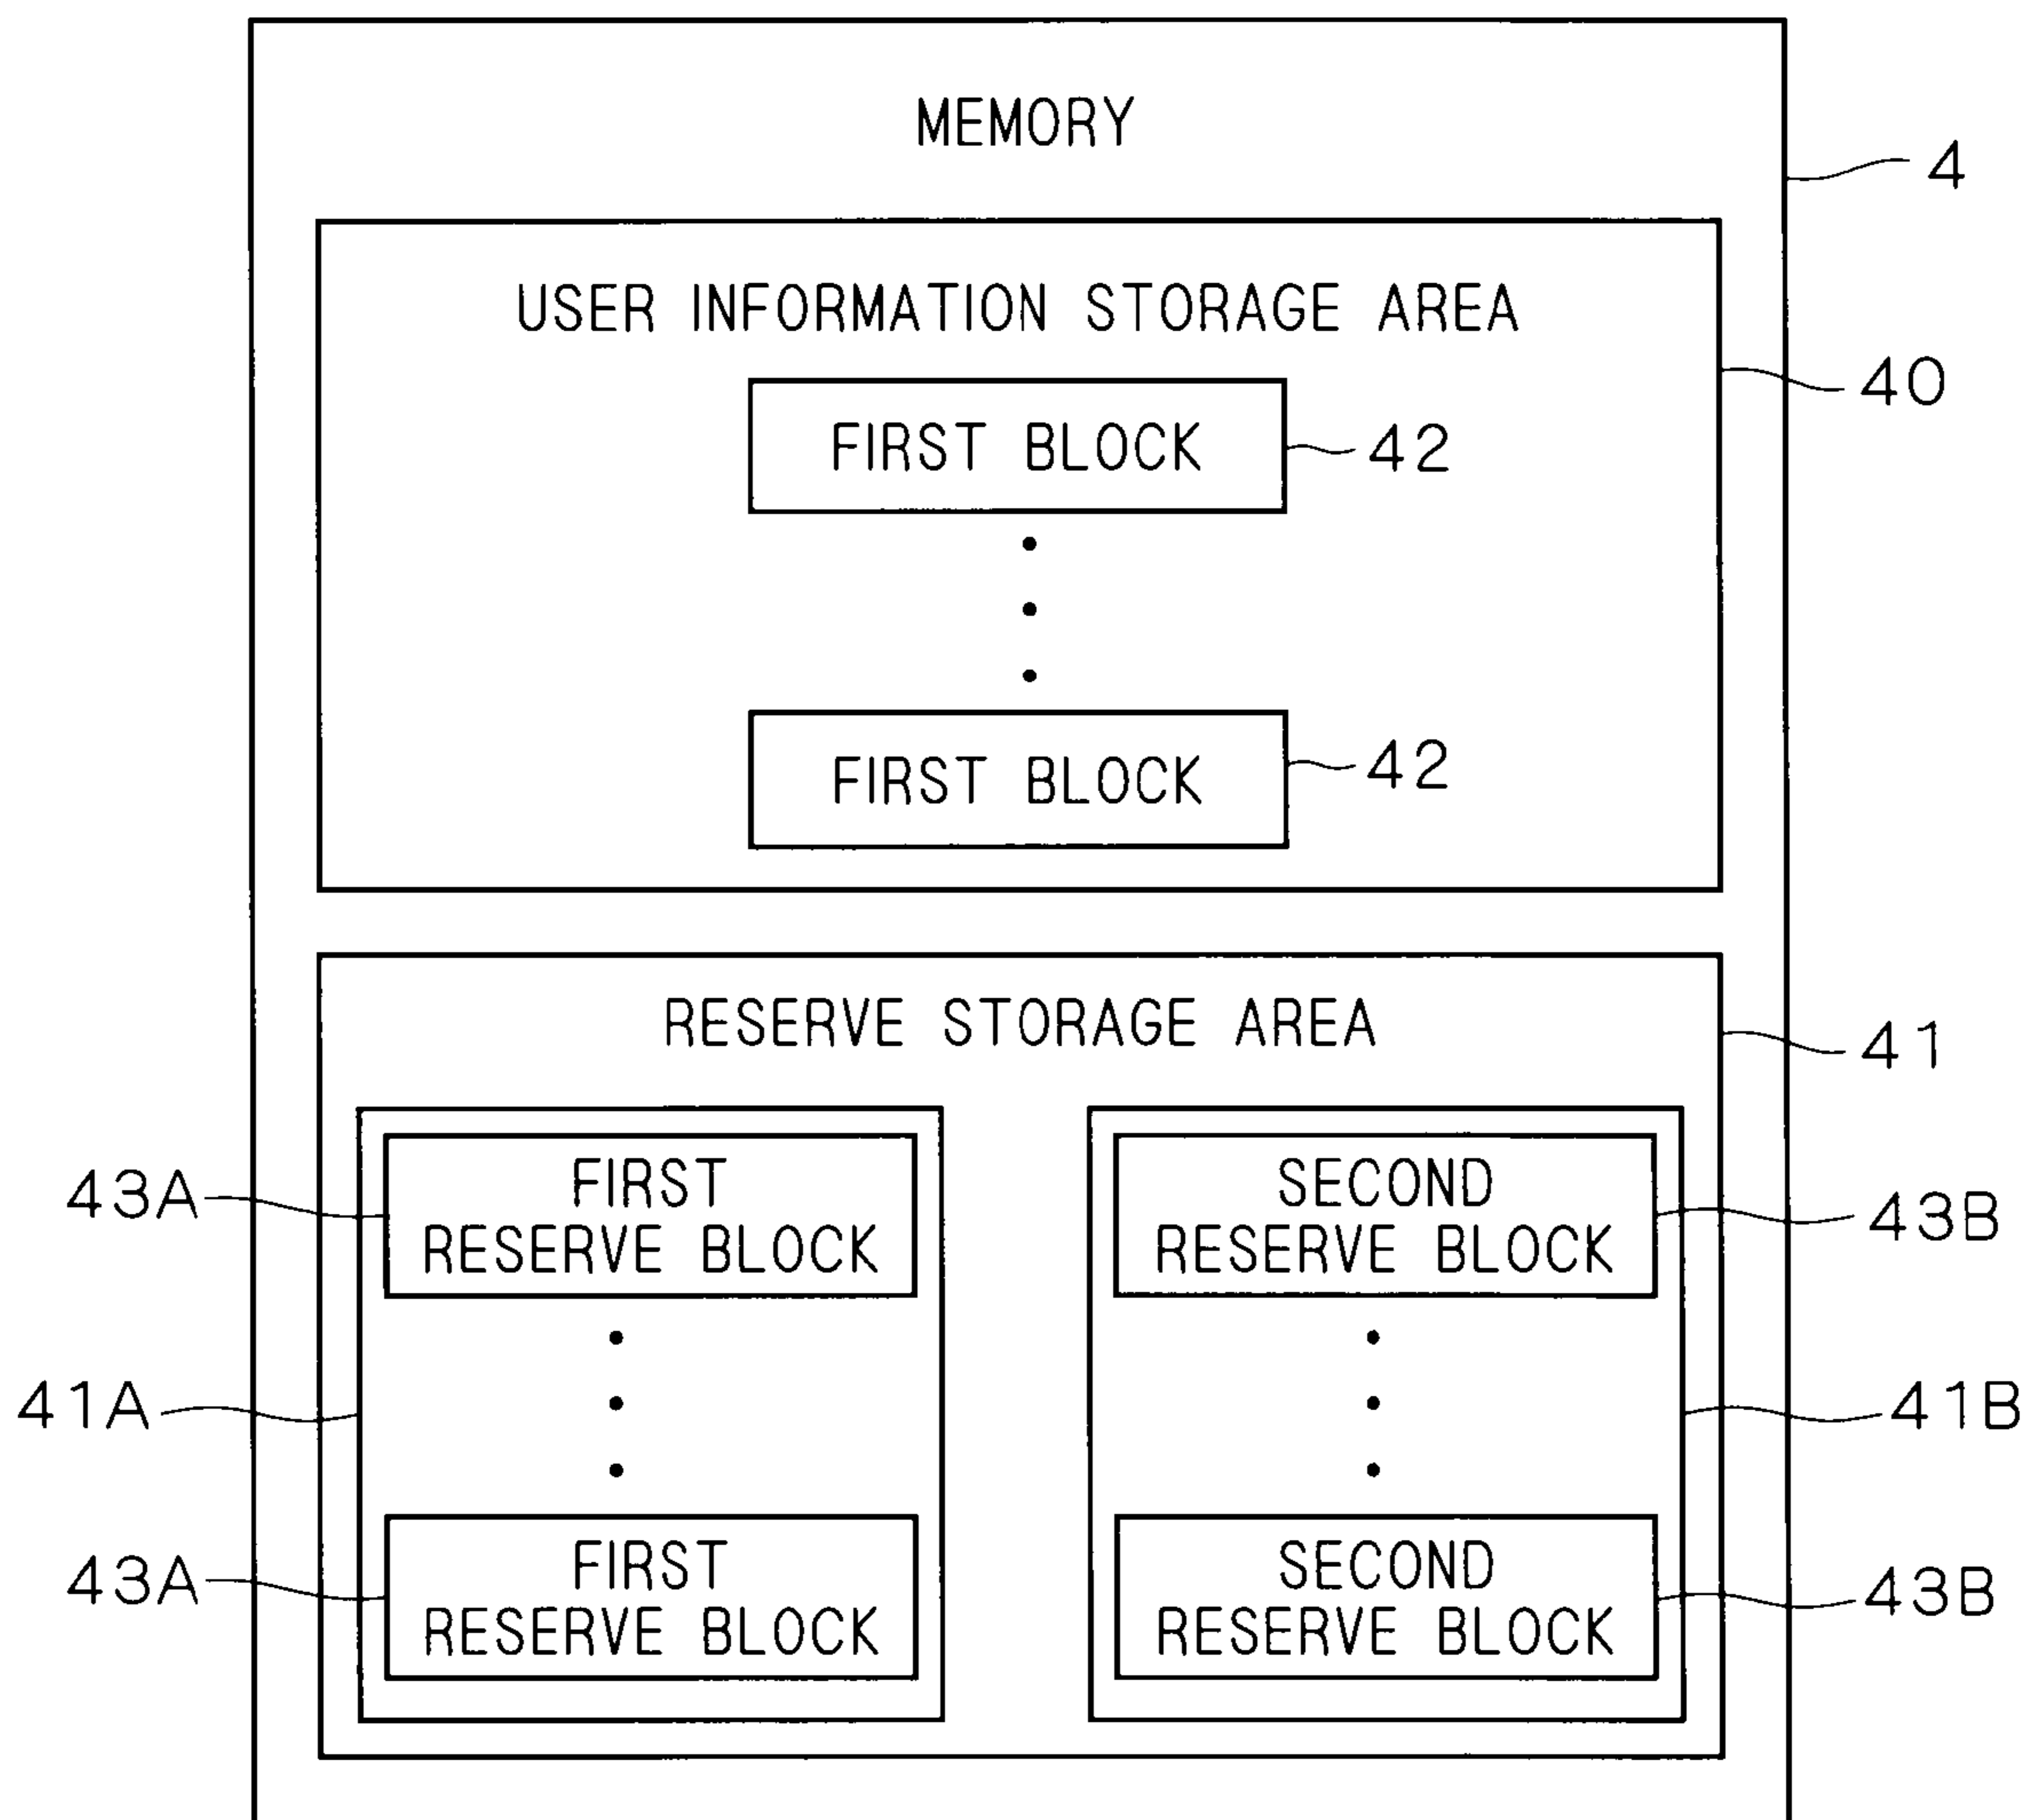 MEMORY
4
USER INFORMATION STORAGE AREA
40
FIRST BLOCK
42
FIRST BLOCK
42
RESERVE STORAGE AREA
41
43A
FIRST
RESERVE BLOCK
SECOND
RESERVE BLOCK
43B
41A
41B
43A
FIRST
RESERVE BLOCK
SECOND
RESERVE BLOCK
43B